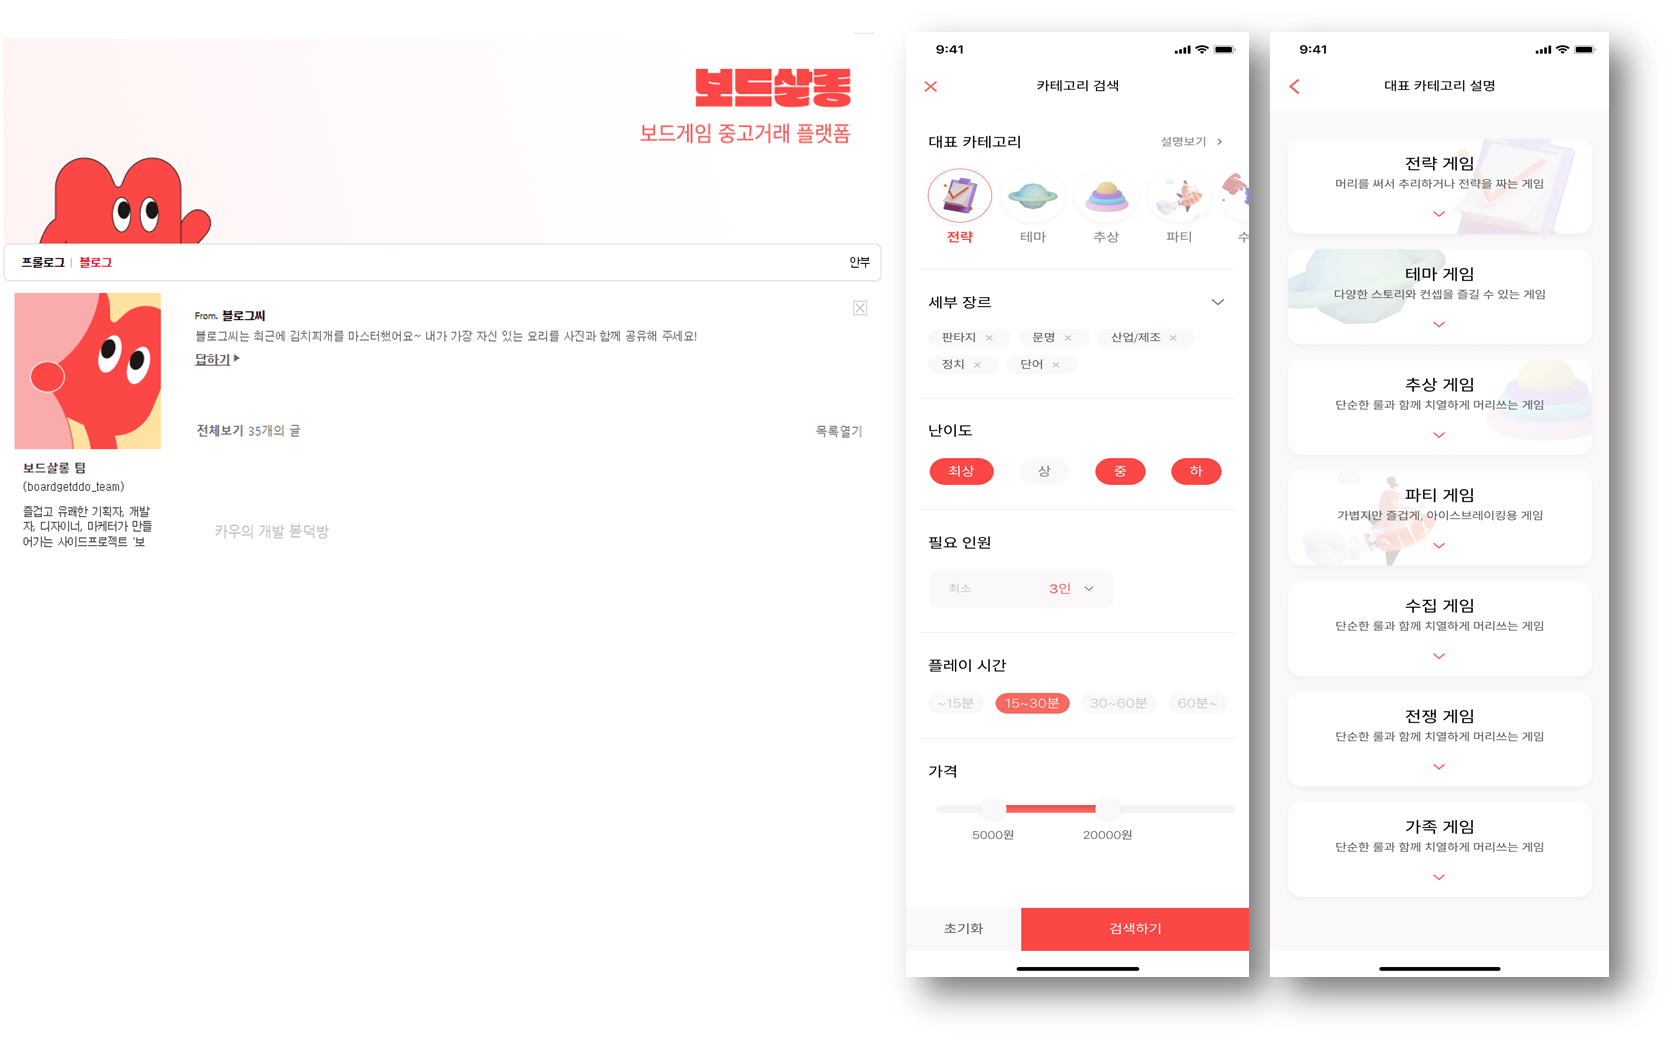 보드살롱
보드게임 중고거래 플랫폼
프롤로그 | 블로그
안부
From. 블로그씨
블로그씨는 최근에 김치찌개를 마스터했어요~ 내가 가장 자신 있는 요리를 사진과 함께 공유해 주세요!
답하기
전체보기 35개의 글
목록열기
보드살롱 팀
(boardgetddo_team)
즐겁고 유쾌한 기획자, 개발
자, 디자이너, 마케터가 만들
어가는 사이드프로젝트 '보
카우의 개발 본덕방
9:41
카테고리 검색
대표 카테고리
설명보기
전략 테마 추상 파티 수
세부 장르
판타지 문명 산업/제조
정치 단어
난이도
최상 상 중 하
필요 인원
최소 3인
플레이 시간
~15분 15~30분 30~60분 60분~
가격
5000원 20000원
초기화 검색하기
9:41
대표 카테고리 설명
전략 게임
머리를 써서 추리하거나 전략을 짜는 게임
테마 게임
다양한 스토리와 컨셉을 즐길 수 있는 게임
추상 게임
단순한 룰과 함께 치열하게 머리쓰는 게임
파티 게임
가볍지만 즐겁게, 아이스브레이킹용 게임
수집 게임
단순한 룰과 함께 치열하게 머리쓰는 게임
전쟁 게임
단순한 룰과 함께 치열하게 머리쓰는 게임
가족 게임
단순한 룰과 함께 치열하게 머리쓰는 게임